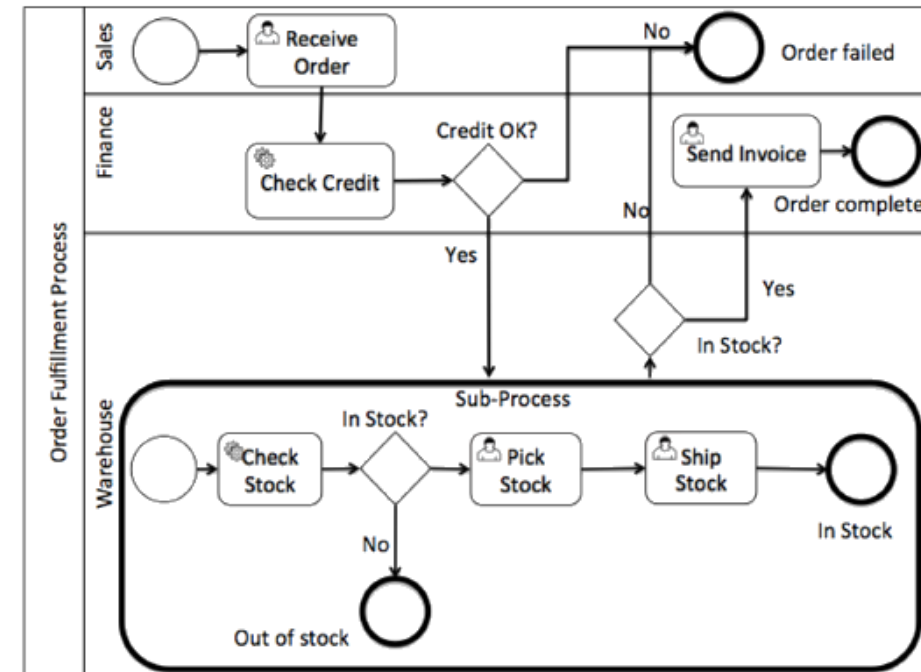 Order Fulfillment Process
Sales
Receive
Order
No
Order failed
Finance
Check Credit
Credit OK?
Send Invoice
Order complete
No
Yes
Yes
In Stock?
Warehouse
Sub-Process
In Stock?
Check
Stock
Pick
Stock
Ship
Stock
In Stock
No
Out of stock